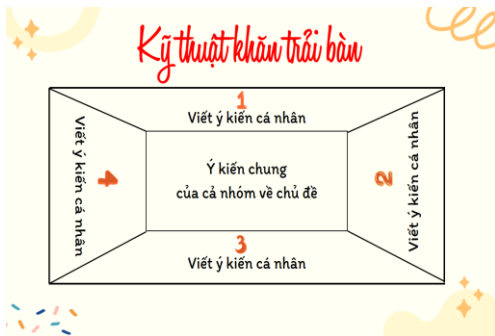 Kỹ thuật khăn trải bàn
1
Viết ý kiến cá nhân
Viết ý kiến cá nhân
4
Ý kiến chung
của cả nhóm về chủ đề
2
Viết ý kiến cá nhân
3
Viết ý kiến cá nhân